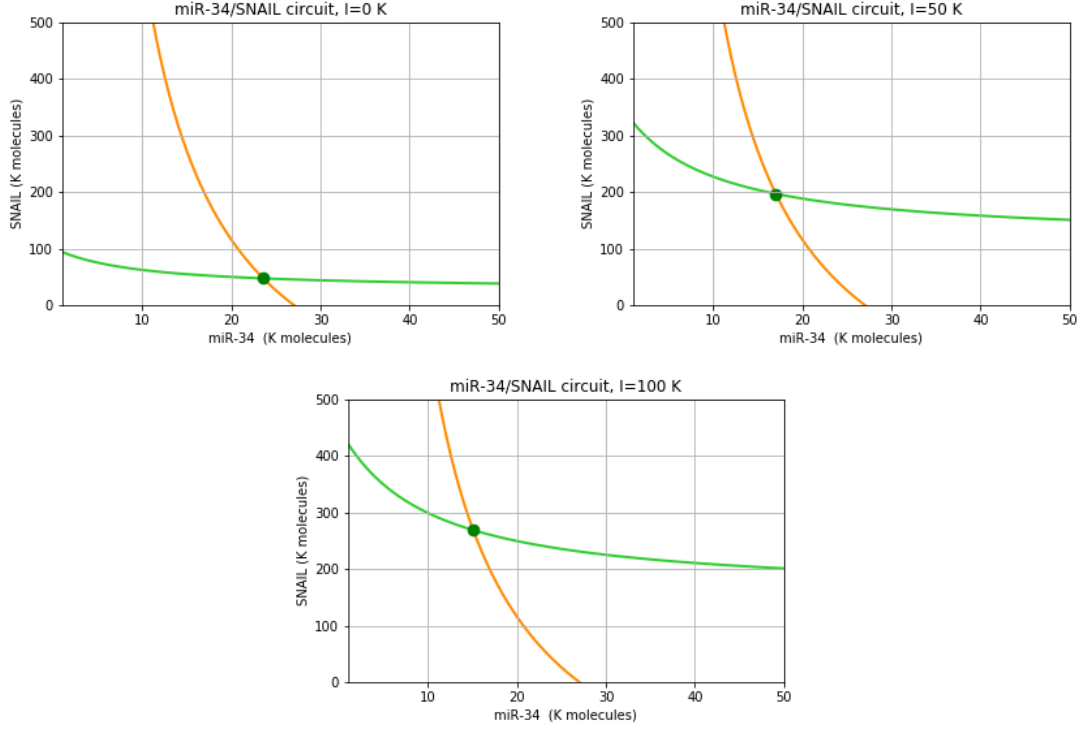 miR-34/SNAIL circuit, I=0 K
500
400
300
200
100
0
SNAIL (K molecules)
10 20 30 40 50
miR-34 (K molecules)
miR-34/SNAIL circuit, I=50 K
500
400
300
200
100
0
SNAIL (K molecules)
10 20 30 40 50
miR-34 (K molecules)
miR-34/SNAIL circuit, I=100 K
500
400
300
200
100
0
SNAIL (K molecules)
10 20 30 40 50
miR-34 (K molecules)